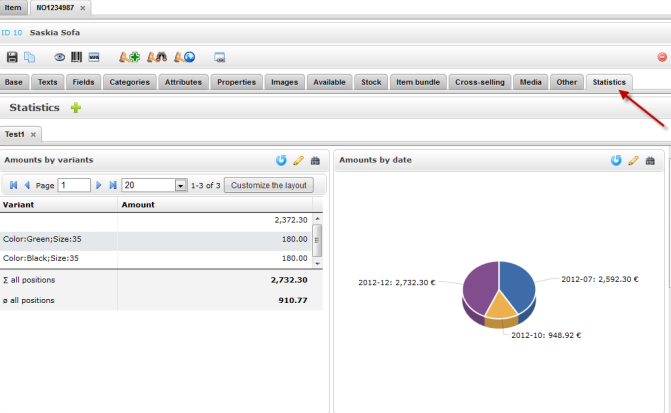 Item NO1234987 ×
ID 10 Saskia Sofa
Base Texts Fields Categories Attributes Properties Images Available Stock Item bundle Cross-selling Media Other Statistics
Statistics
Test1 ×
Amounts by variants
Page 1 20 1-3 of 3 Customize the layout
Variant Amount
2,372.30
Color:Green;Size:35 180.00
Color:Black;Size:35 180.00
Σ all positions 2,732.30
ø all positions 910.77
Amounts by date
2012-12: 2,732.30 €
2012-07: 2,592.30 €
2012-10: 948.92 €